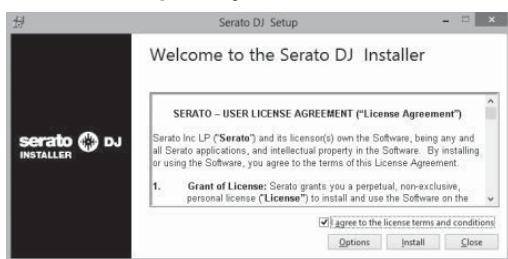 Serato DJ Setup
Welcome to the Serato DJ Installer
serato DJ
INSTALLER
SERATO – USER LICENSE AGREEMENT ("License Agreement")
Serato Inc LP ("Serato") and its licensor(s) own the Software, being any and
all Serato applications, and intellectual property in the Software. By installing
or using the Software, you agree to the terms of this License Agreement.
1. Grant of License: Serato grants you a perpetual, non-exclusive,
personal license ("License") to install and use the Software on the
I agree to the license terms and conditions
Options Install Close